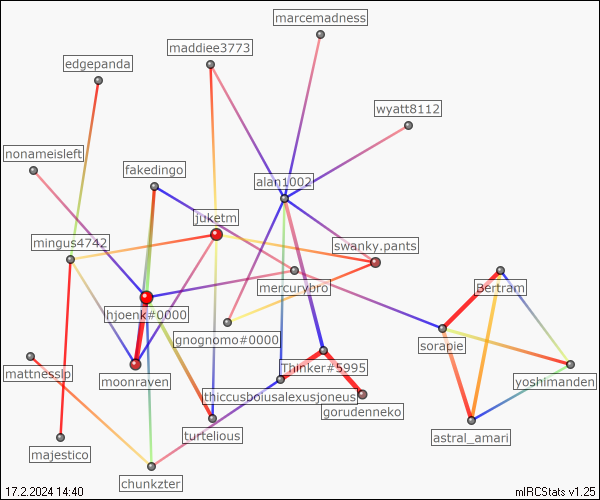 marcemadness
maddiee3773
edgepanda
wyatt8112
nonameisleft
fakedingo
alan1002
juketm
mingus4742
swanky.pants
mercurybro
Bertram
hjoenk#0000
gnognomo#0000
sorapie
Thinker#5995
mattnesslp
moonraven
yoshimanden
thiccusboiusalexusjoneus
gorudenneko
turtelious
astral_amari
majestico
chunkzter
17.2.2024 14:40
mIRCStats v1.25